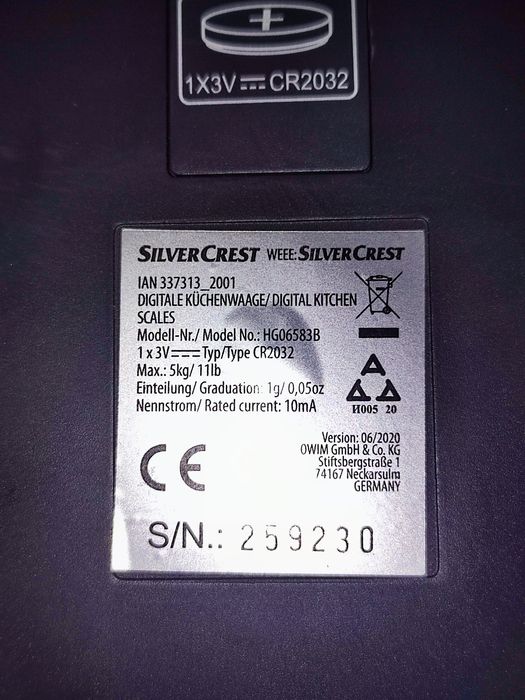 1X3V⎓CR2032
SILVERCREST WEEE: SILVERCREST
IAN 337313_2001
DIGITALE KÜCHENWAAGE/ DIGITAL KITCHEN
SCALES
Modell-Nr./ Model No.: HG06583B
1 x 3V⎓Typ/Type CR2032
Max.: 5kg/ 11lb
Einteilung/ Graduation: 1g/ 0,05oz
Nennstrom/ Rated current: 10mA
И005 20
Version: 06/2020
OWIM GmbH & Co. KG
Stiftsbergstraße 1
74167 Neckarsulm
GERMANY
CE
S/N.: 259230